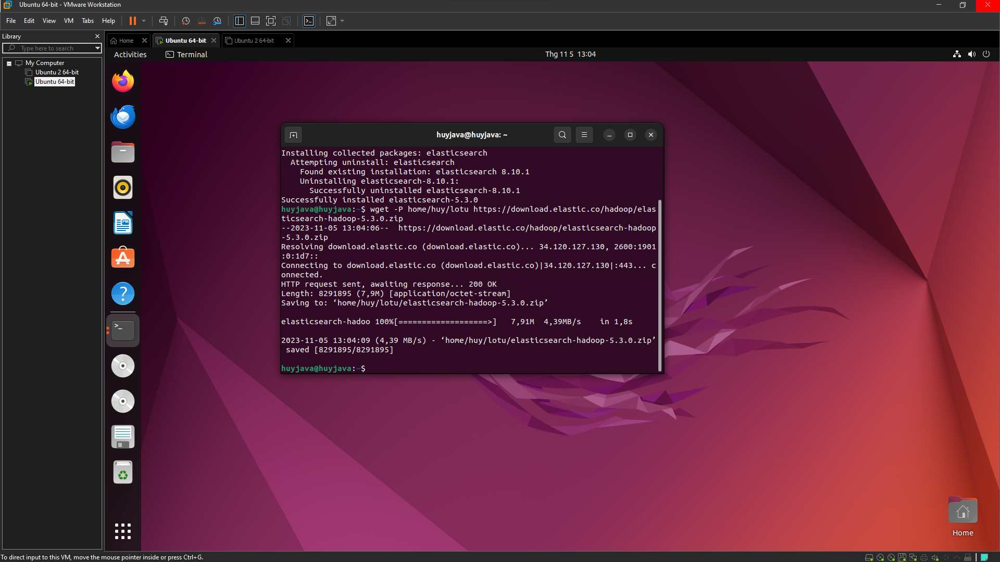 Ubuntu 64-bit - VMware Workstation
File Edit View VM Tabs Help
Library
Type here to search
My Computer
Ubuntu 2 64-bit
Ubuntu 64-bit
Home
Ubuntu 64-bit
Ubuntu 2 64-bit
Activities
Terminal
Thg 11 5 13:04
huyjava@huyjava: ~
Installing collected packages: elasticsearch
Attempting uninstall: elasticsearch
Found existing installation: elasticsearch 8.10.1
Uninstalling elasticsearch-8.10.1:
Successfully uninstalled elasticsearch-8.10.1
Successfully installed elasticsearch-5.3.0
huyjava@huyjava:~$ wget -P home/huy/lotu https://download.elastic.co/hadoop/elas
ticsearch-hadoop-5.3.0.zip
--2023-11-05 13:04:06-- https://download.elastic.co/hadoop/elasticsearch-hadoop
-5.3.0.zip
Resolving download.elastic.co (download.elastic.co)... 34.120.127.130, 2600:1901
:0:1d7::
Connecting to download.elastic.co (download.elastic.co)|34.120.127.130|:443... c
onnected.
HTTP request sent, awaiting response... 200 OK
Length: 8291895 (7,9M) [application/octet-stream]
Saving to: ‘home/huy/lotu/elasticsearch-hadoop-5.3.0.zip’
elasticsearch-hadoo 100%[===================>] 7,91M 4,39MB/s in 1,8s
2023-11-05 13:04:09 (4,39 MB/s) - ‘home/huy/lotu/elasticsearch-hadoop-5.3.0.zip’
saved [8291895/8291895]
huyjava@huyjava:~$
Home
To direct input to this VM, move the mouse pointer inside or press Ctrl+G.